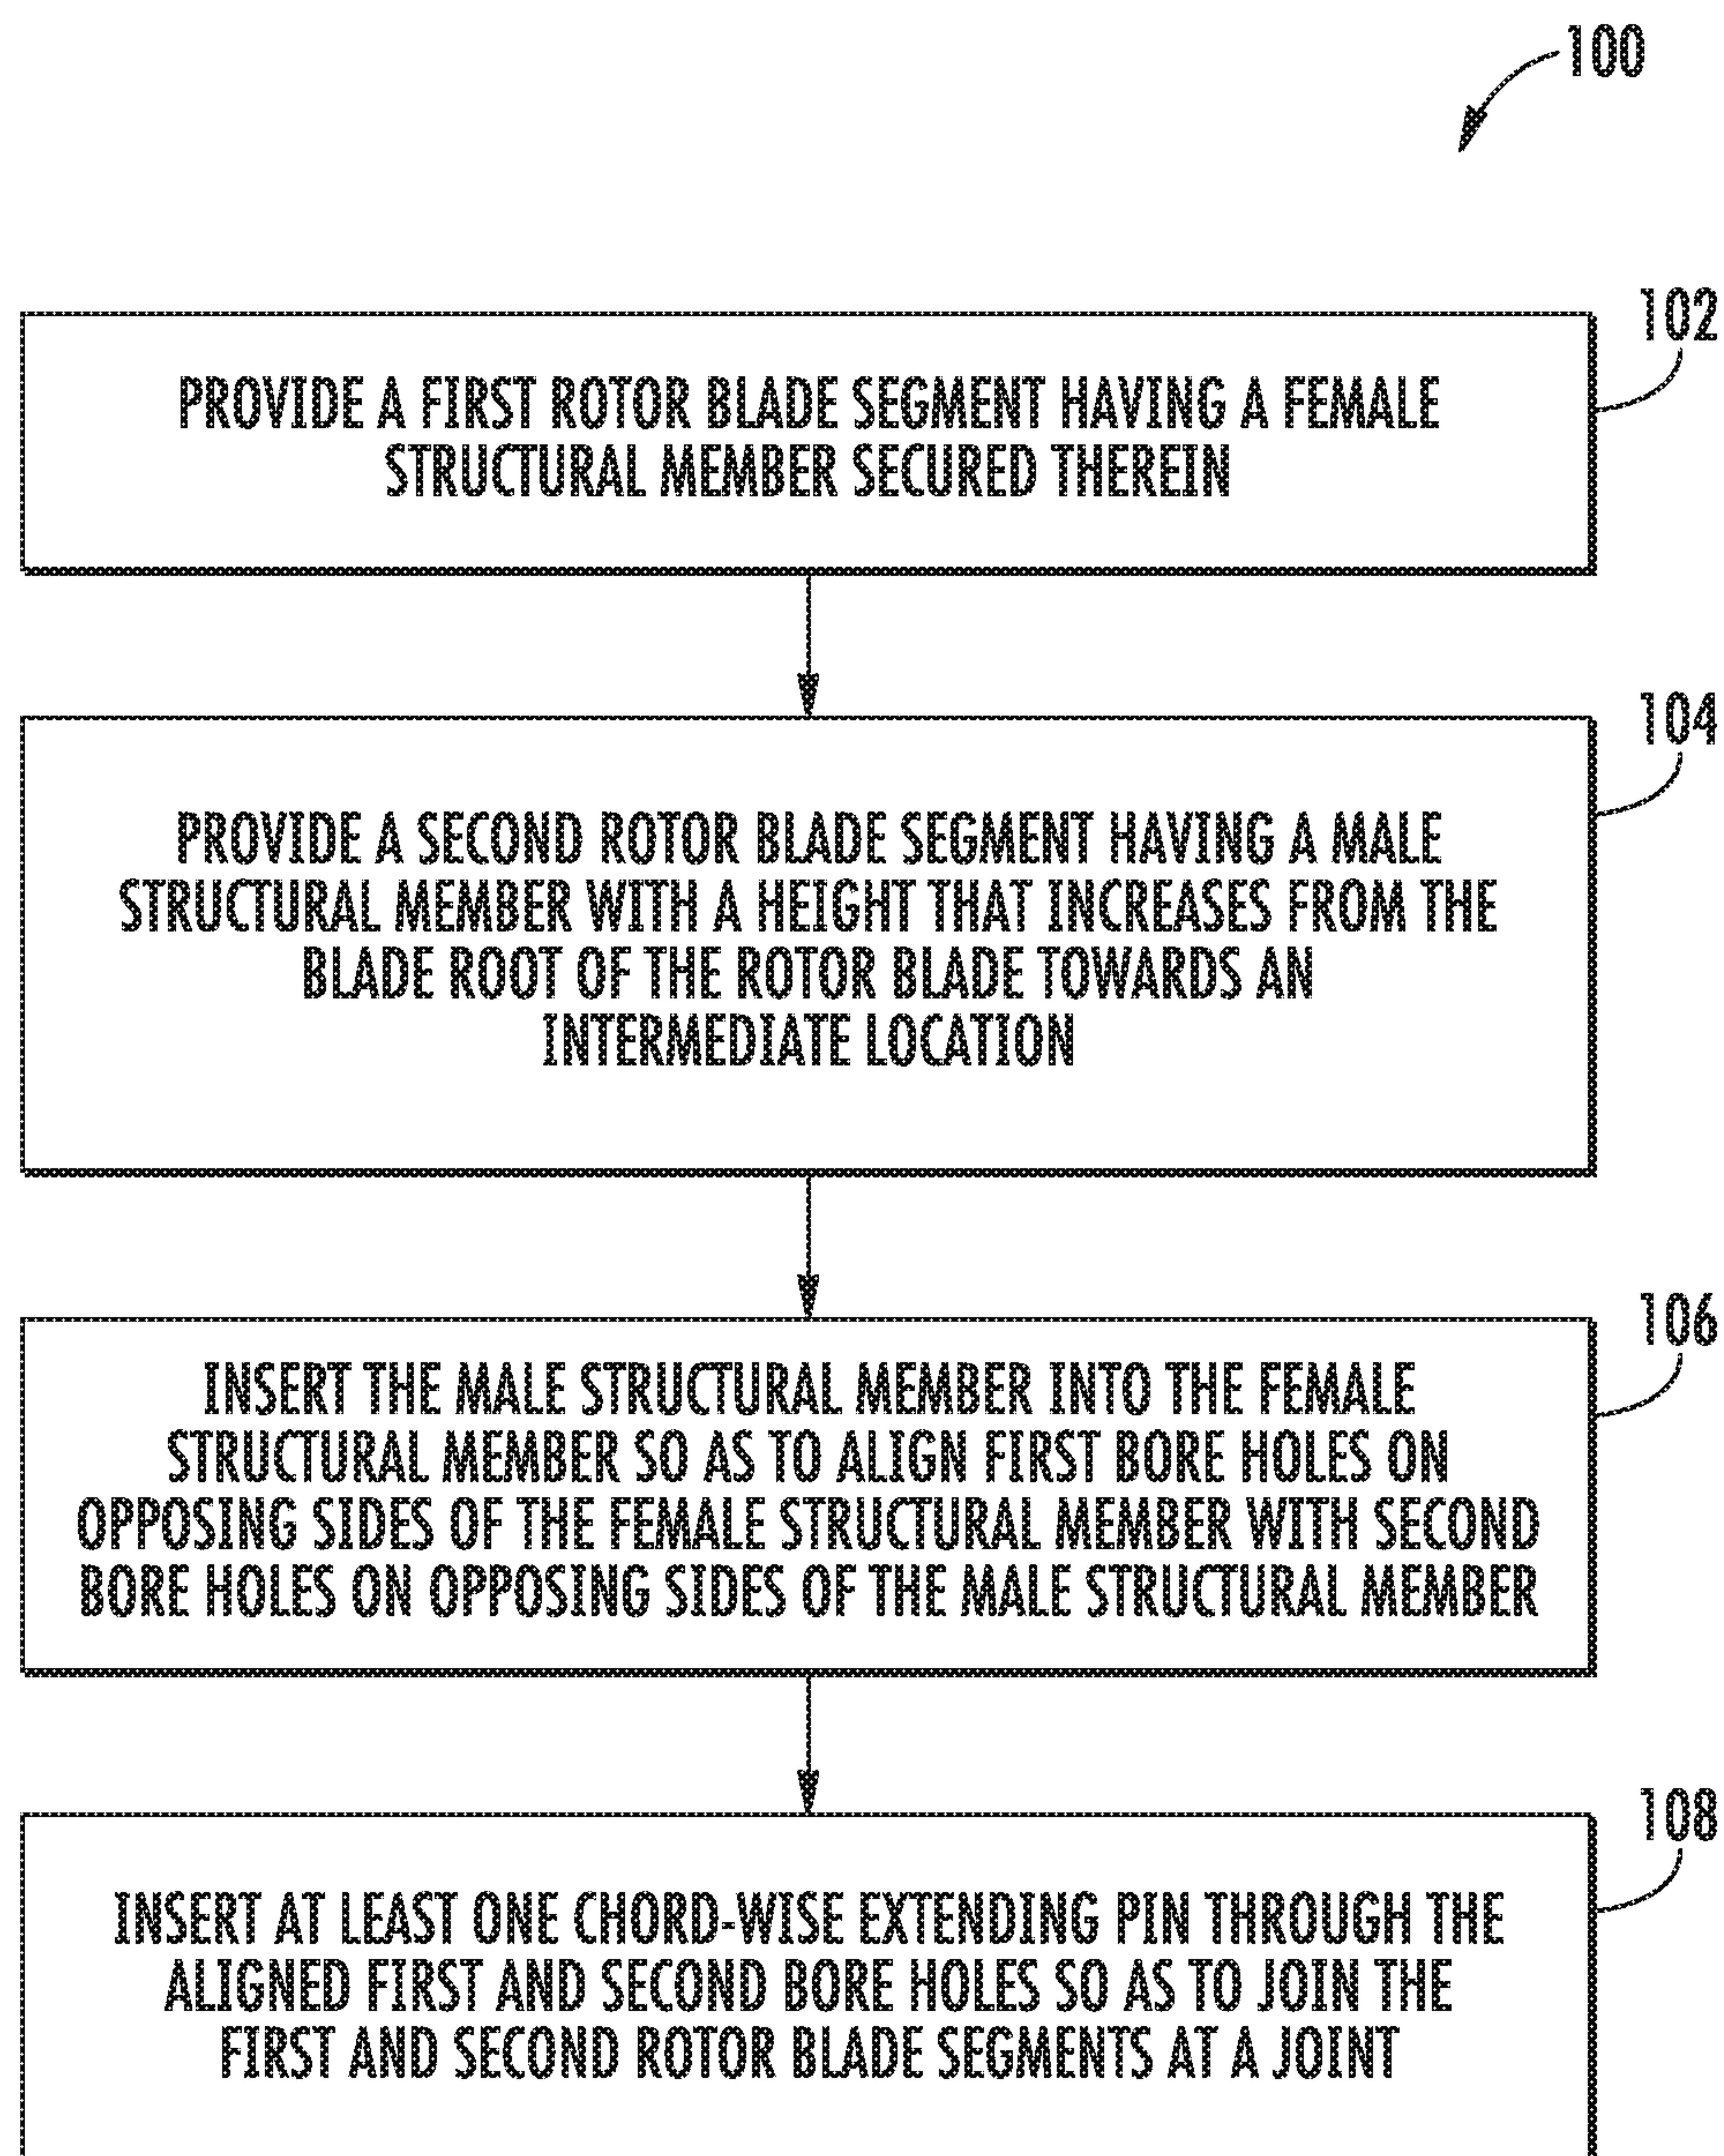 100
102
PROVIDE A FIRST ROTOR BLADE SEGMENT HAVING A FEMALE
STRUCTURAL MEMBER SECURED THEREIN
104
PROVIDE A SECOND ROTOR BLADE SEGMENT HAVING A MALE
STRUCTURAL MEMBER WITH A HEIGHT THAT INCREASES FROM THE
BLADE ROOT OF THE ROTOR BLADE TOWARDS AN
INTERMEDIATE LOCATION
106
INSERT THE MALE STRUCTURAL MEMBER INTO THE FEMALE
STRUCTURAL MEMBER SO AS TO ALIGN FIRST BORE HOLES ON
OPPOSING SIDES OF THE FEMALE STRUCTURAL MEMBER WITH SECOND
BORE HOLES ON OPPOSING SIDES OF THE MALE STRUCTURAL MEMBER
108
INSERT AT LEAST ONE CHORD-WISE EXTENDING PIN THROUGH THE
ALIGNED FIRST AND SECOND BORE HOLES SO AS TO JOIN THE
FIRST AND SECOND ROTOR BLADE SEGMENTS AT A JOINT